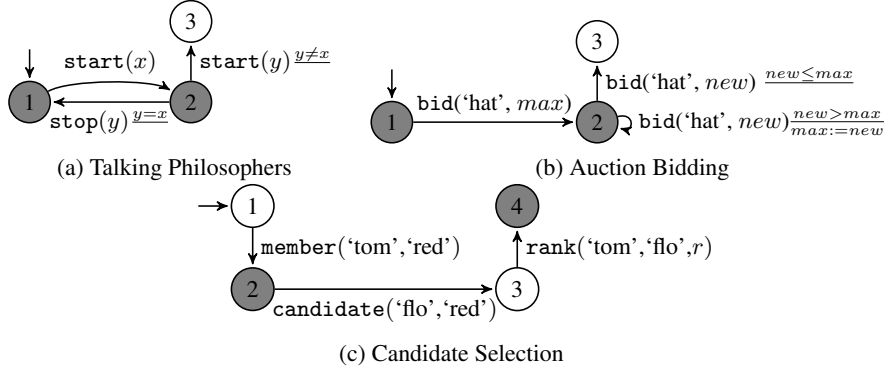 3
start(x)
start(y) y≠x
1
2
stop(y) y=x
(a) Talking Philosophers
3
bid(‘hat’, new) new≤max
bid(‘hat’, max)
1
2
bid(‘hat’, new) new>max
max:=new
(b) Auction Bidding
1
4
member(‘tom’,‘red’)
rank(‘tom’,‘flo’,r)
2
3
candidate(‘flo’,‘red’)
(c) Candidate Selection